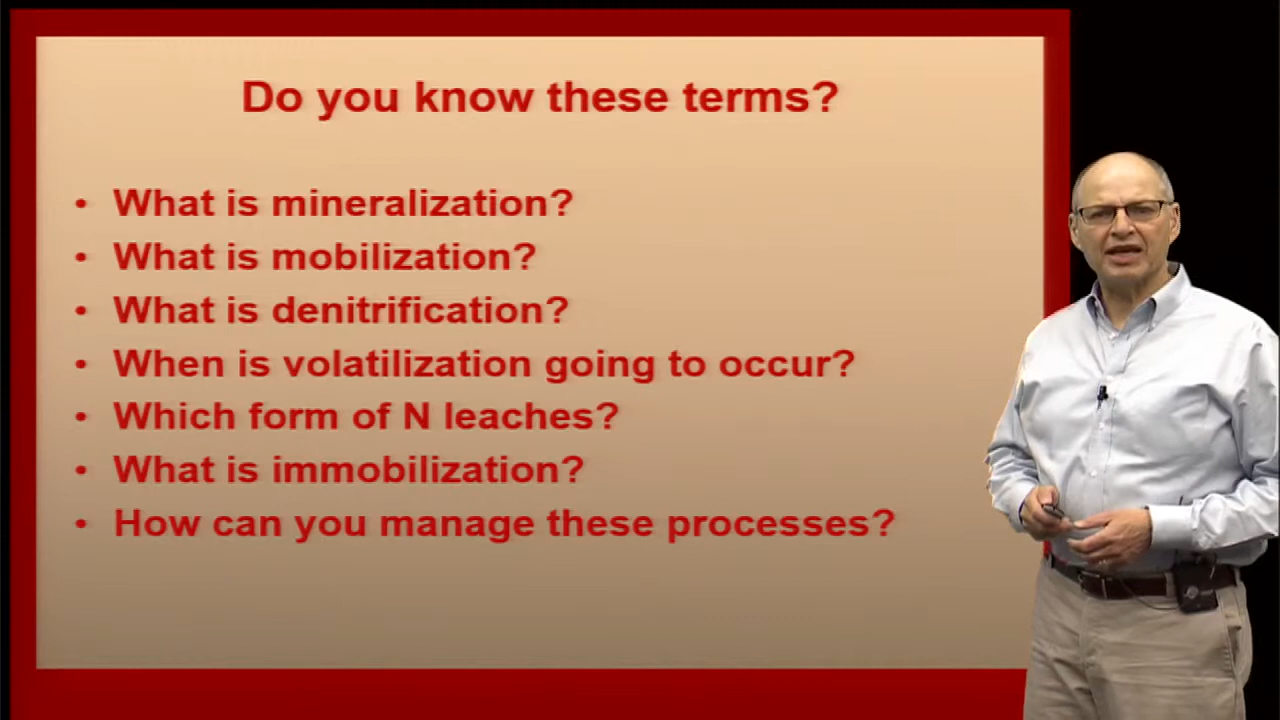 Do you know these terms?
• What is mineralization?
• What is mobilization?
• What is denitrification?
• When is volatilization going to occur?
• Which form of N leaches?
• What is immobilization?
• How can you manage these processes?